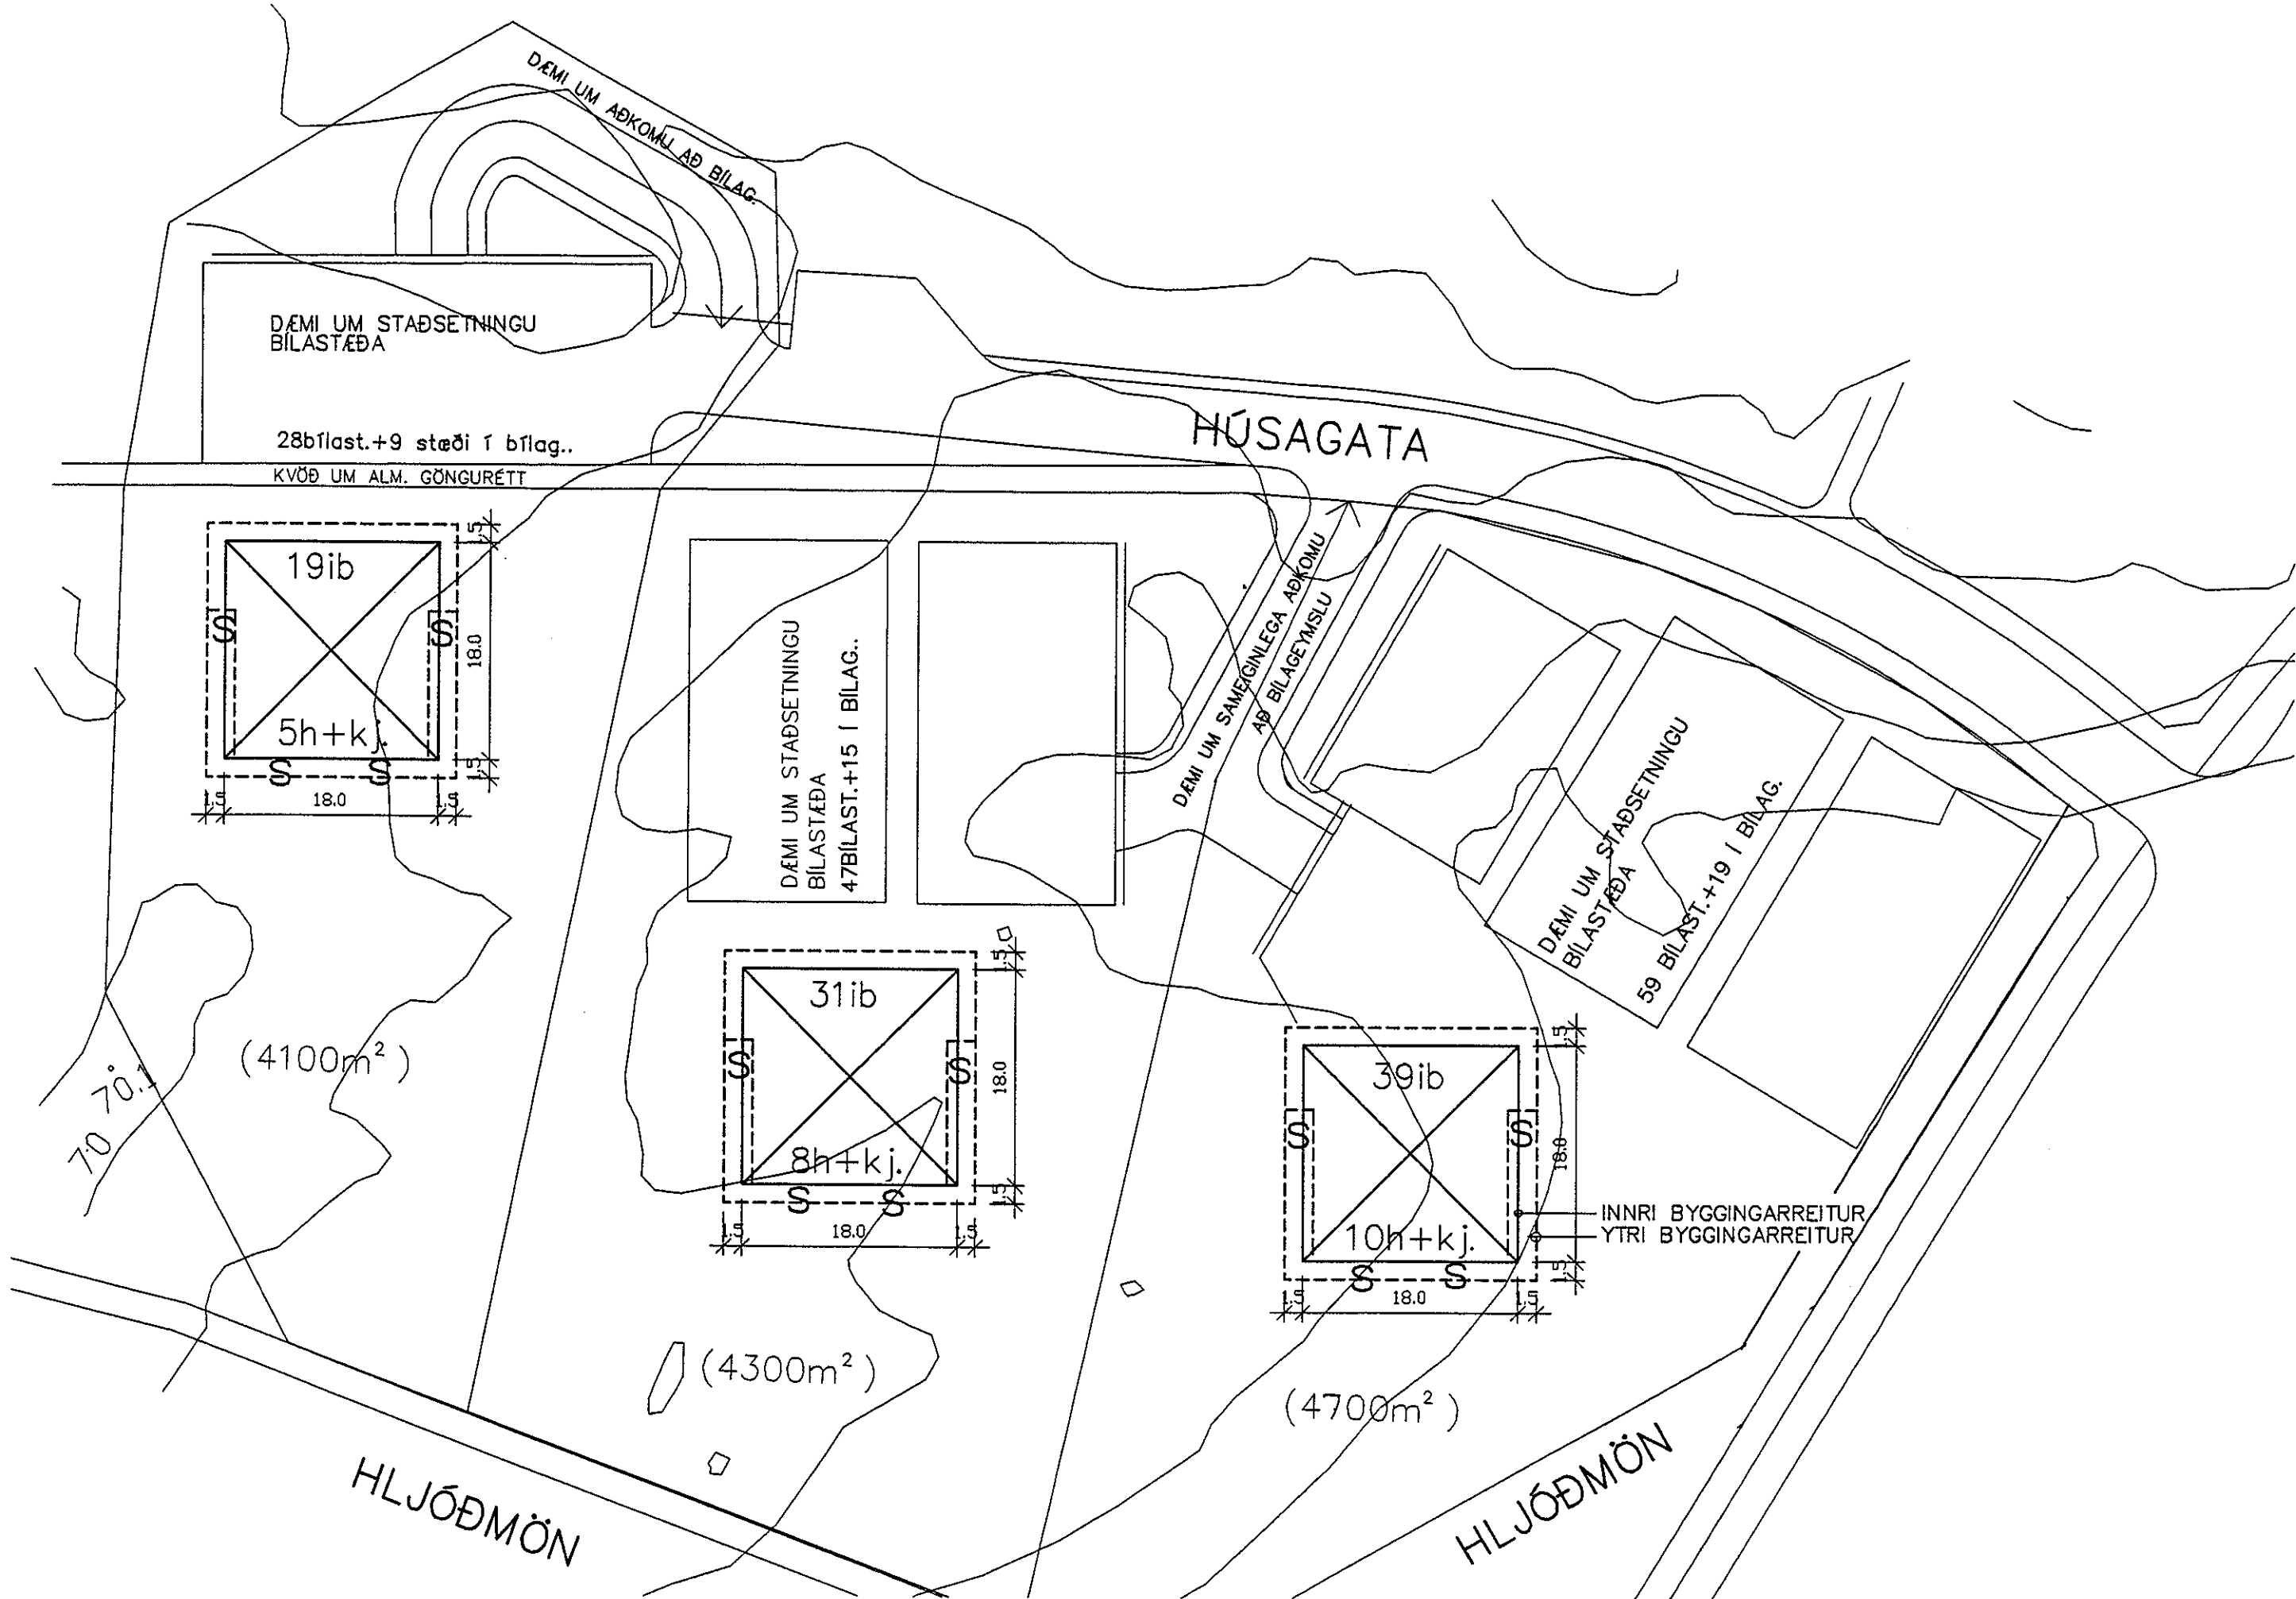 DÆMI UM AÐKOMU AÐ BÍLAG.
DÆMI UM STAÐSETNINGU
BÍLASTÆÐA
28bílast.+9 stæði í bílag..
KVÖÐ UM ALM. GÖNGURÉTT
HÚSAGATA
19ib
5h+kj.
S
S
S
S
1.5
18.0
1.5
1.5
18.0
1.5
DÆMI UM STAÐSETNINGU
BÍLASTÆÐA
47BÍLAST.+15 Í BÍLAG..
DÆMI UM SAMEIGINLEGA AÐKOMU
AÐ BÍLAGEYMSLU
DÆMI UM STAÐSETNINGU
BÍLASTÆÐA
59 BÍLAST.+19 Í BÍLAG.
31ib
8h+kj.
S
S
S
S
1.5
18.0
1.5
1.5
18.0
1.5
39ib
10h+kj.
S
S
S
S
1.5
18.0
1.5
1.5
18.0
1.5
INNRI BYGGINGARREITUR
YTRI BYGGINGARREITUR
(4100m²)
70.1
70
(4300m²)
(4700m²)
HLJÓÐMÖN
HLJÓÐMÖN